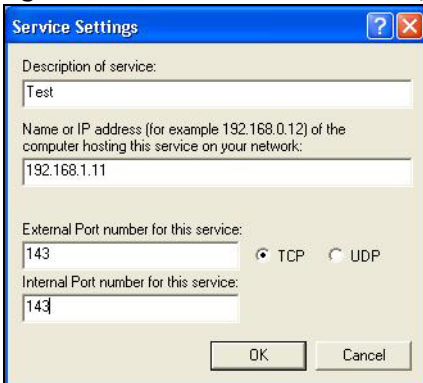 Service Settings
Description of service:
Test
Name or IP address (for example 192.168.0.12) of the
computer hosting this service on your network:
192.168.1.11
External Port number for this service:
143 TCP UDP
Internal Port number for this service:
143
OK Cancel